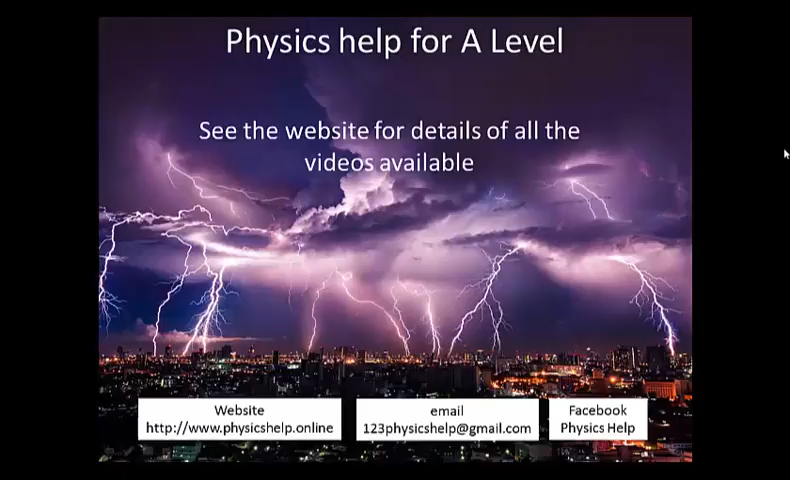 Physics help for A Level
See the website for details of all the
videos available
Website
http://www.physicshelp.online
email
123physicshelp@gmail.com
Facebook
Physics Help